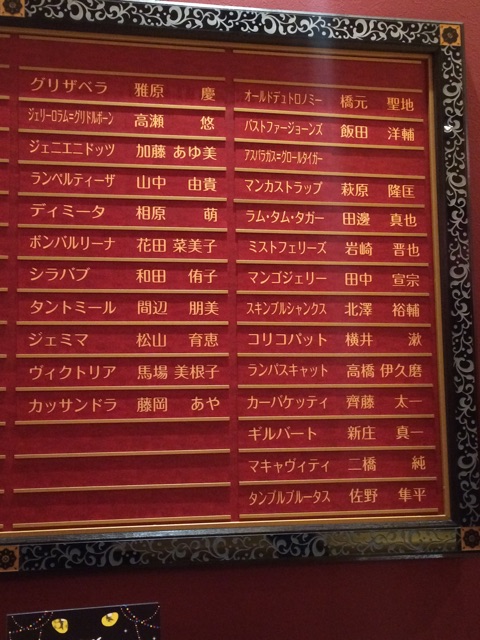 グリザベラ 雅原 慶
ジェリーロラム=グリドルボーン 高瀬 悠
ジェニエニドッツ 加藤 あゆ美
ランペルティーザ 山中 由貴
ディミータ 相原 萌
ボンバルリーナ 花田 菜美子
シラバブ 和田 侑子
タントミール 間辺 朋美
ジェミマ 松山 育恵
ヴィクトリア 馬場 美根子
カッサンドラ 藤岡 あや
オールドデュトロノミー 橋元 聖地
バストファージョーンズ 飯田 洋輔
アスパラガス=グロールタイガー
マンカストラップ 萩原 隆匡
ラム・タム・タガー 田邊 真也
ミストフェリーズ 岩崎 晋也
マンゴジェリー 田中 宣宗
スキンブルシャンクス 北澤 裕輔
コリコパット 横井 漱
ランパスキャット 高橋 伊久磨
カーバケッティ 齊藤 太一
ギルバート 新庄 真一
マキャヴィティ 二橋 純
タンブルブルータス 佐野 隼平